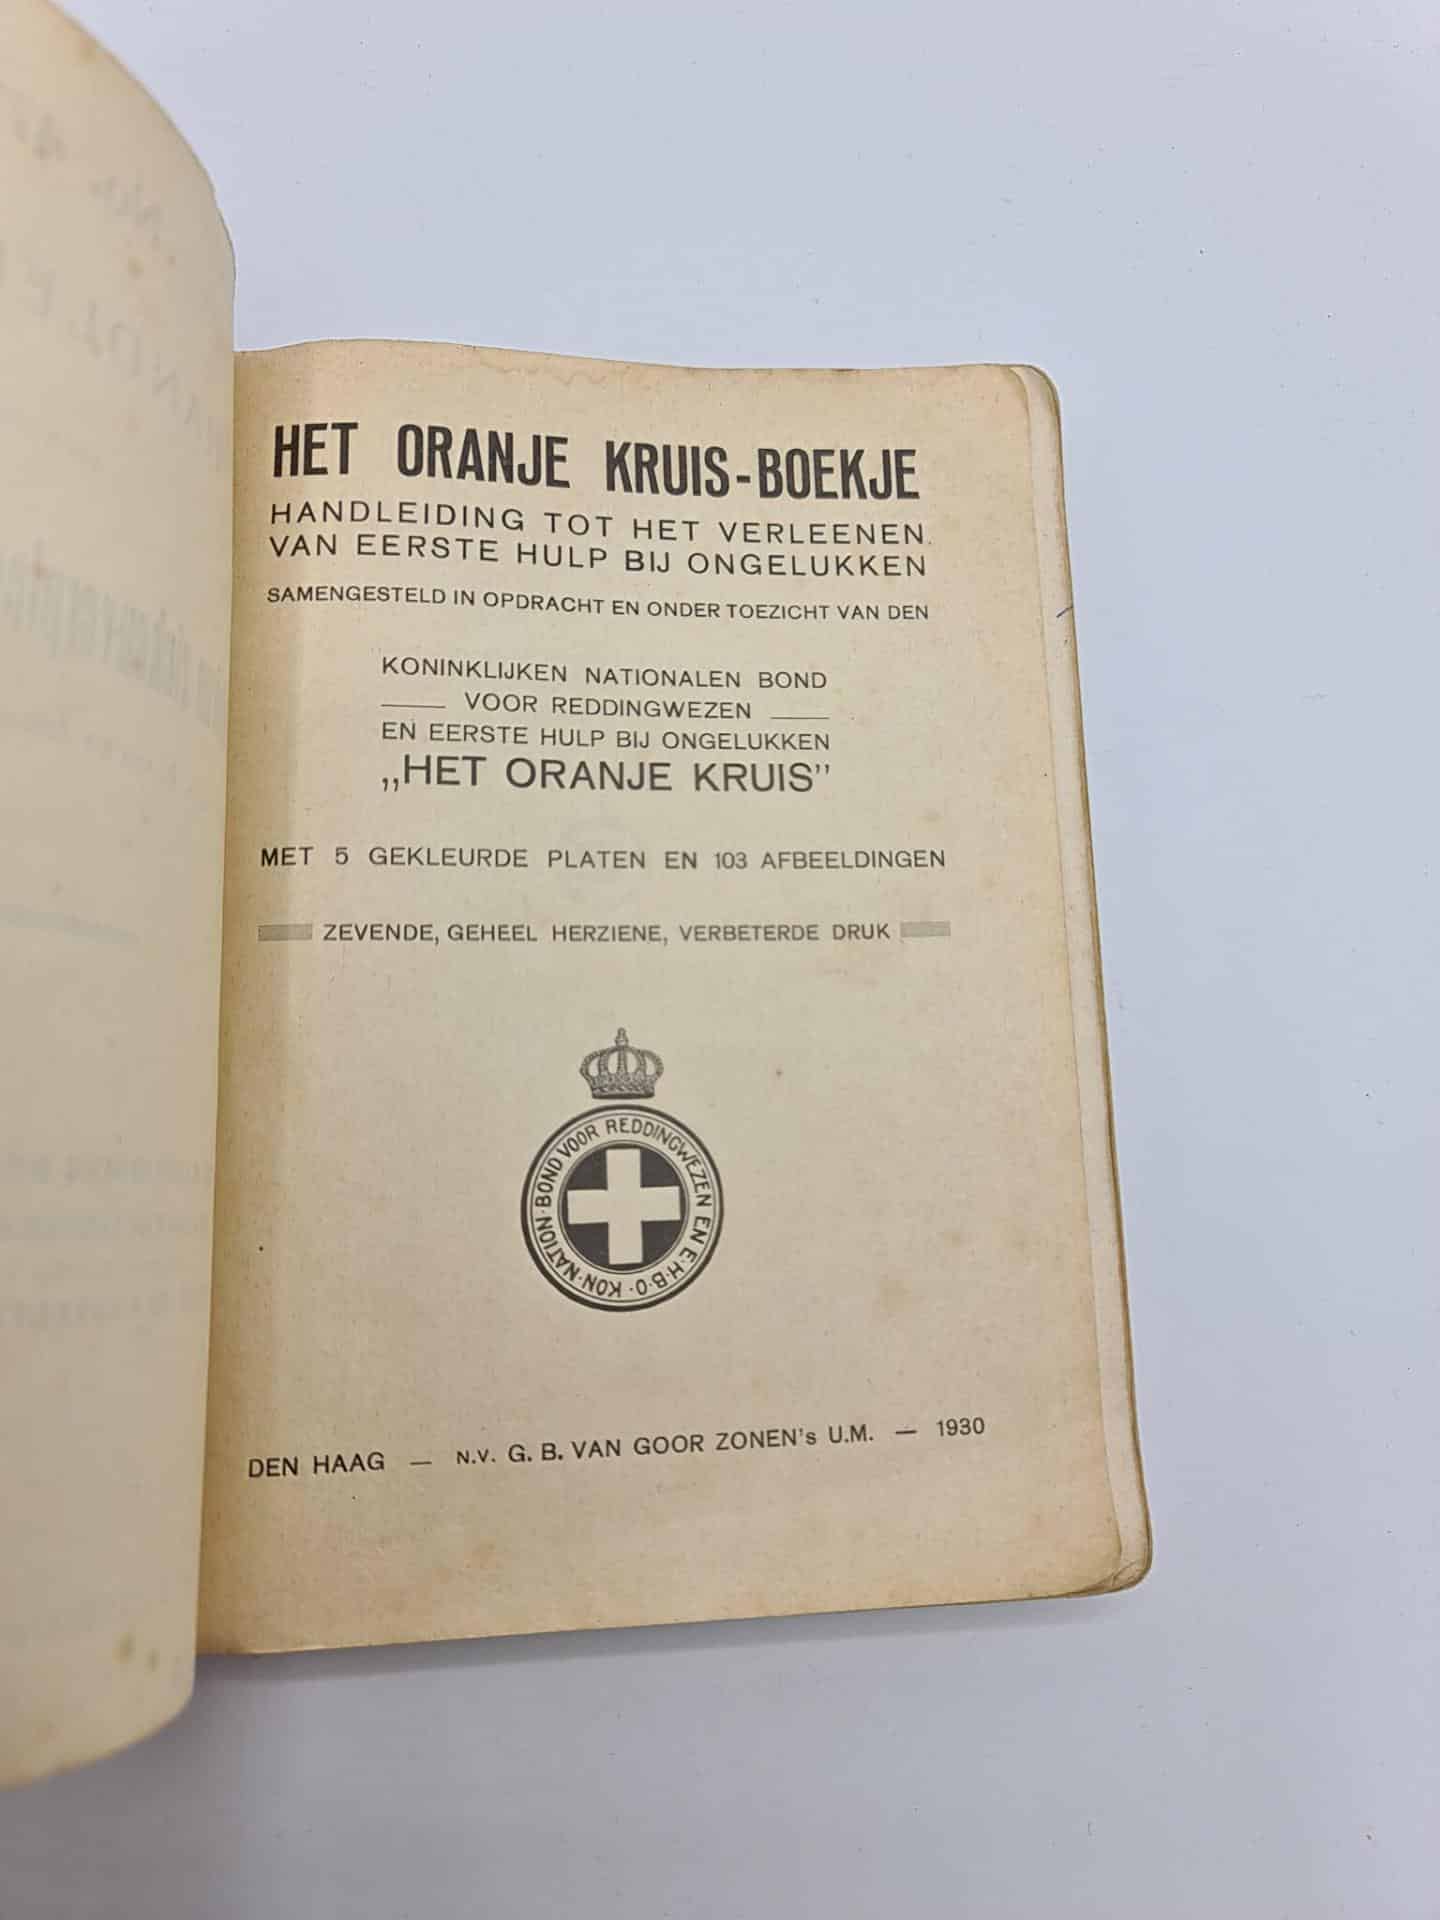 HET ORANJE KRUIS-BOEKJE
HANDLEIDING TOT HET VERLEENEN
VAN EERSTE HULP BIJ ONGELUKKEN
SAMENGESTELD IN OPDRACHT EN ONDER TOEZICHT VAN DEN
KONINKLIJKEN NATIONALEN BOND
VOOR REDDINGWEZEN
EN EERSTE HULP BIJ ONGELUKKEN
„HET ORANJE KRUIS”
MET 5 GEKLEURDE PLATEN EN 103 AFBEELDINGEN
ZEVENDE, GEHEEL HERZIENE, VERBETERDE DRUK
KON·NATION·BOND VOOR REDDINGWEZEN EN E·H·B·O·
DEN HAAG — N.V. G. B. VAN GOOR ZONEN's U.M. — 1930